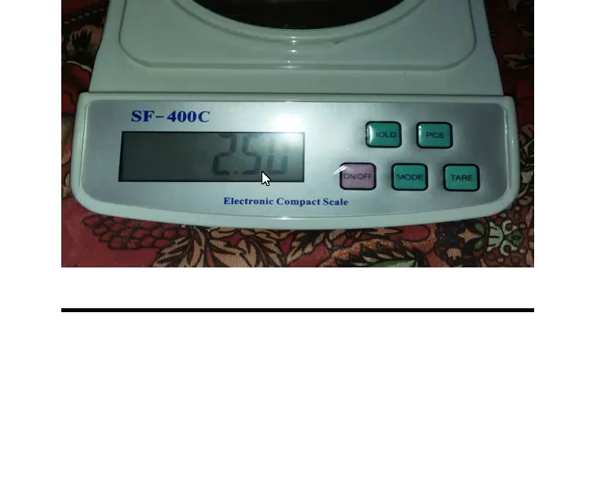 SF-400C
2.50
HOLD PCS
ON/OFF MODE TARE
Electronic Compact Scale